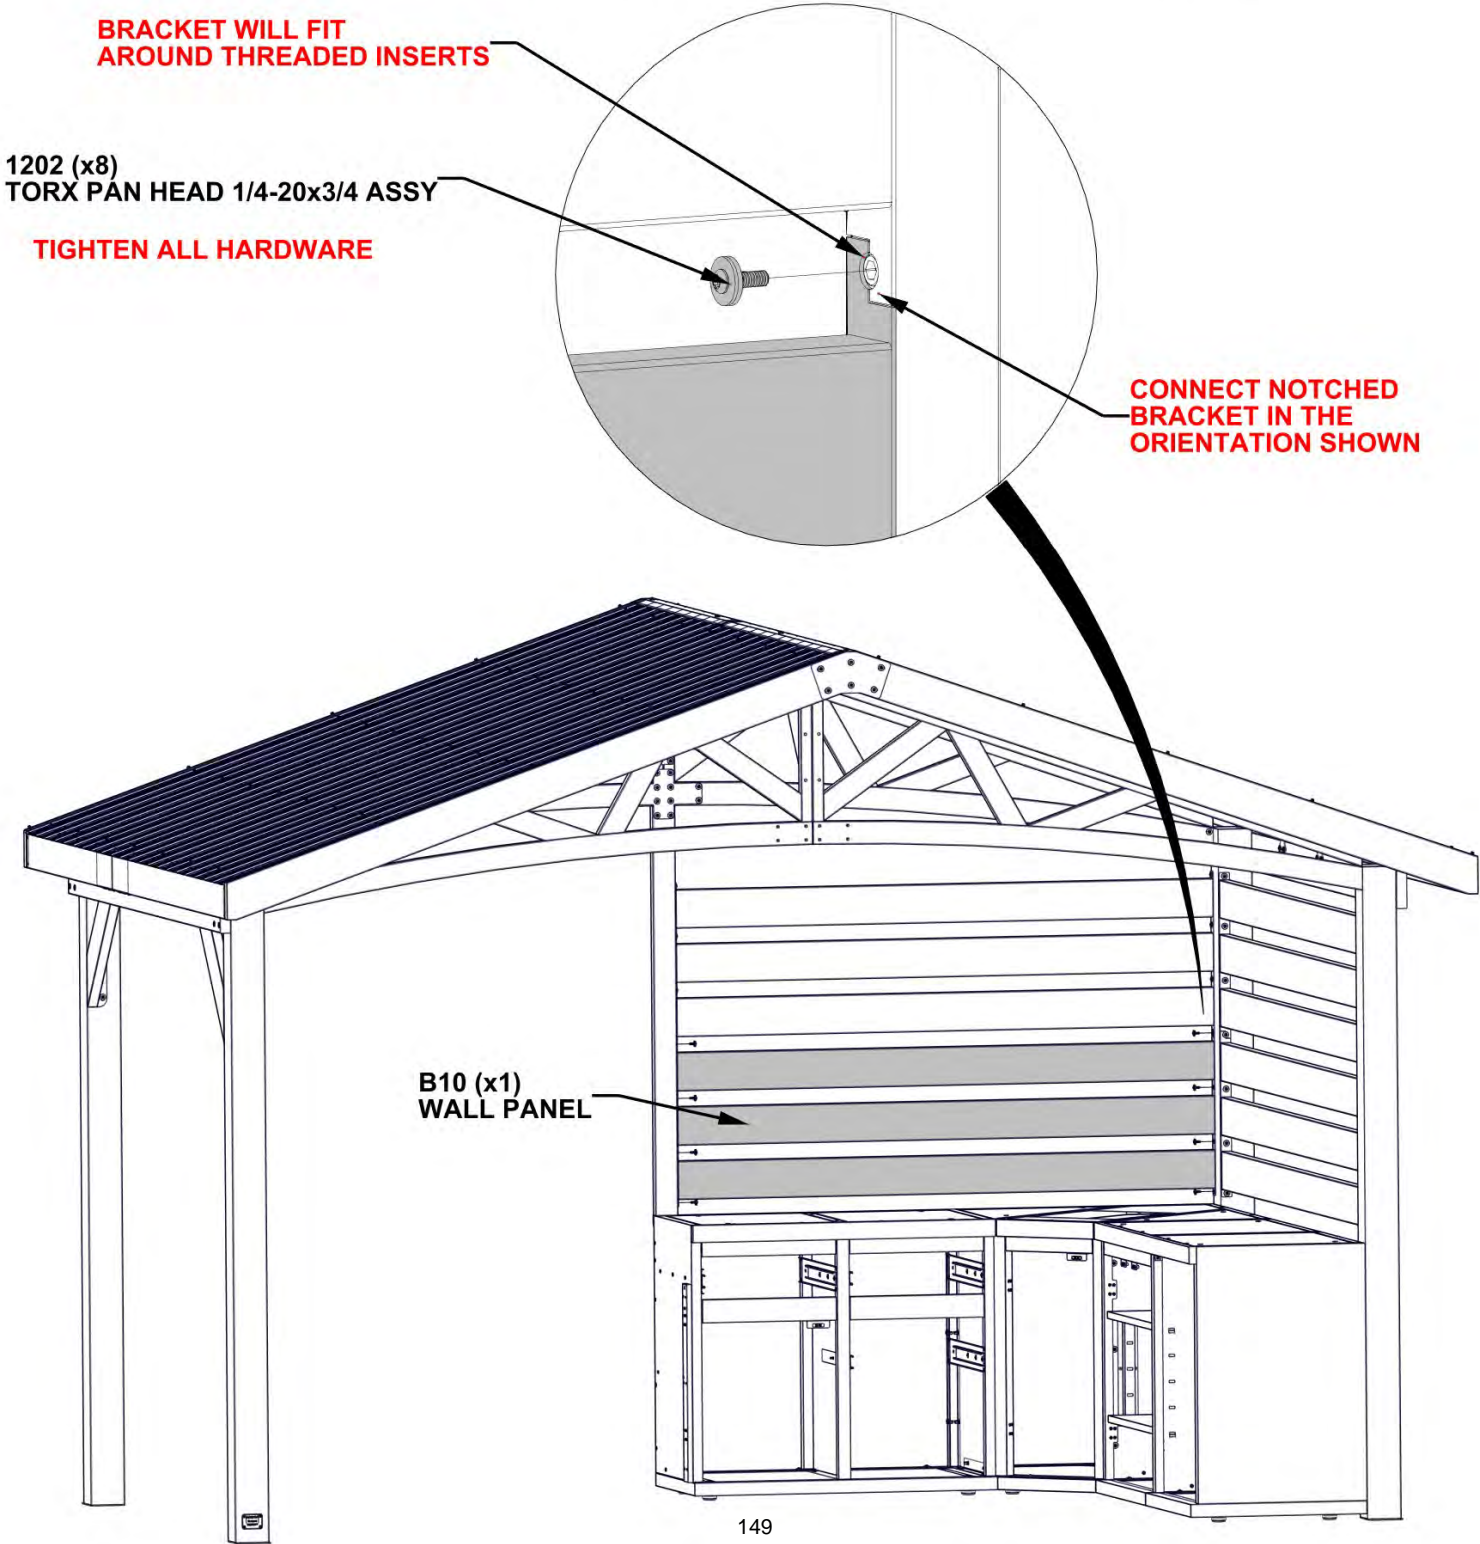 BRACKET WILL FIT
AROUND THREADED INSERTS
1202 (x8)
TORX PAN HEAD 1/4-20x3/4 ASSY
TIGHTEN ALL HARDWARE
CONNECT NOTCHED
BRACKET IN THE
ORIENTATION SHOWN
B10 (x1)
WALL PANEL
149